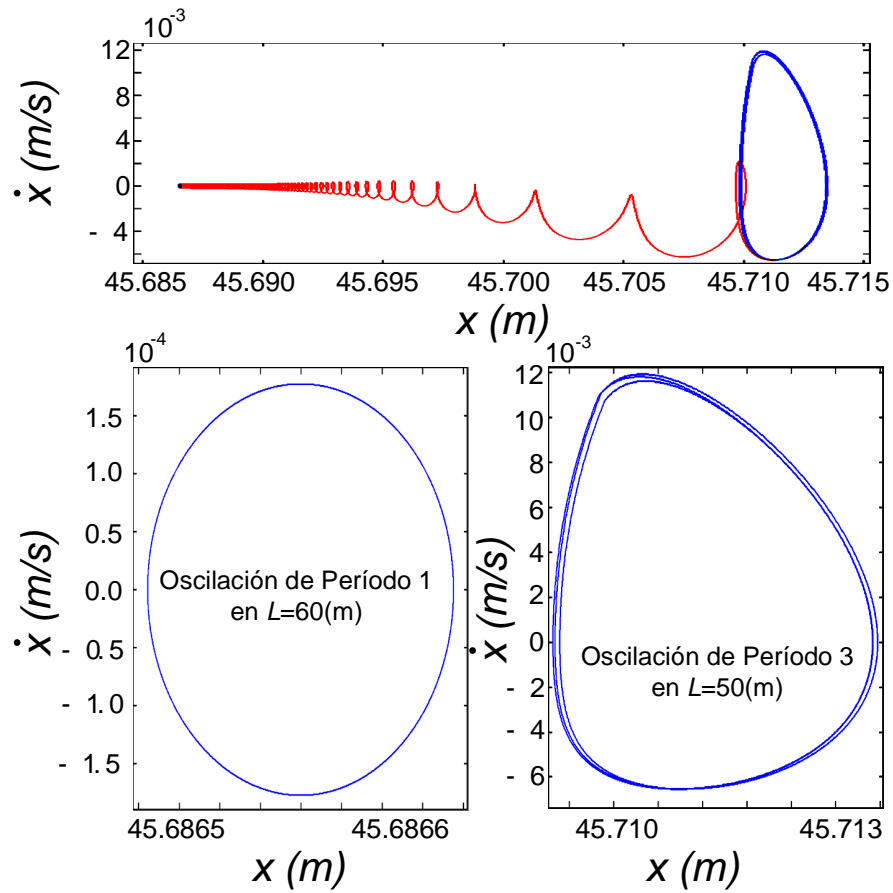 10⁻³
12
8
4
0
- 4
ẋ (m/s)
45.685 45.690 45.695 45.700 45.705 45.710 45.715
x (m)
10⁻⁴
1.5
1.0
0.5
0.0
- 0.5
- 1.0
- 1.5
ẋ (m/s)
Oscilación de Período 1
en L=60(m)
45.6865 45.6866
x (m)
10⁻³
12
10
8
6
4
2
0
- 2
- 4
- 6
ẋ (m/s)
Oscilación de Período 3
en L=50(m)
45.710 45.713
x (m)